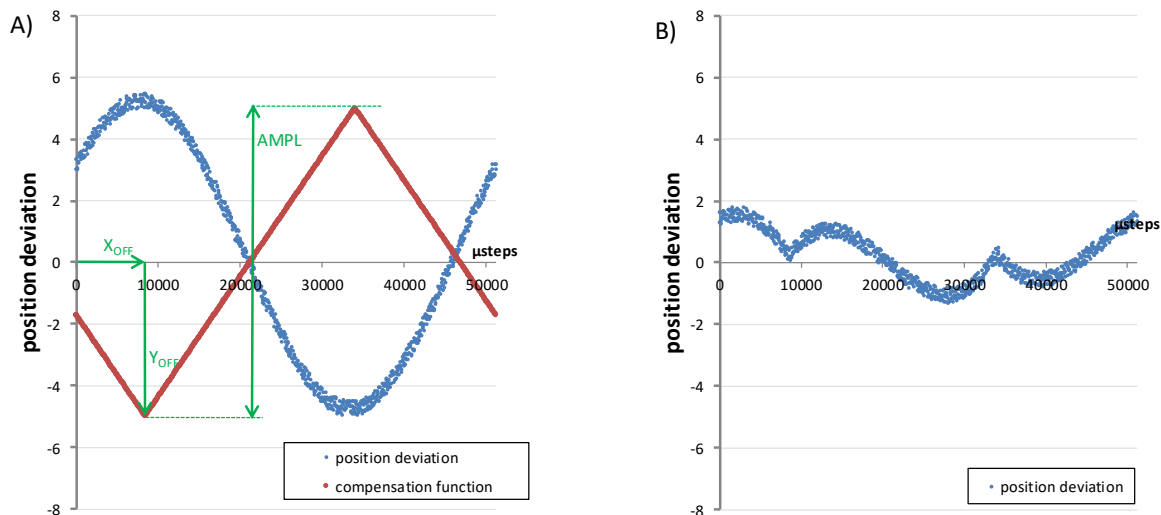 A)
position deviation
8
6
4
2
0
-2
-4
-6
-8
0
10000
20000
30000
40000
50000
µsteps
AMPL
XOFF
YOFF
position deviation
compensation function
B)
position deviation
8
6
4
2
0
-2
-4
-6
-8
0
10000
20000
30000
40000
50000
µsteps
position deviation